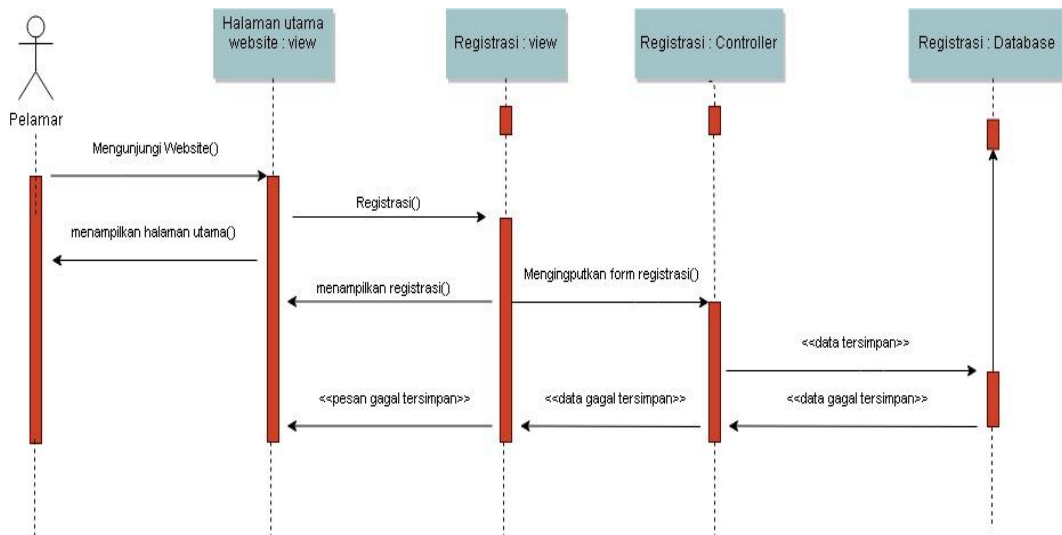 Halaman utama
website : view
Registrasi : view
Registrasi : Controller
Registrasi : Database
Pelamar
Mengunjungi Website()
Registrasi()
menampilkan halaman utama()
Mengingputkan form registrasi()
menampilkan registrasi()
<<data tersimpan>>
<<pesan gagal tersimpan>>
<<data gagal tersimpan>>
<<data gagal tersimpan>>